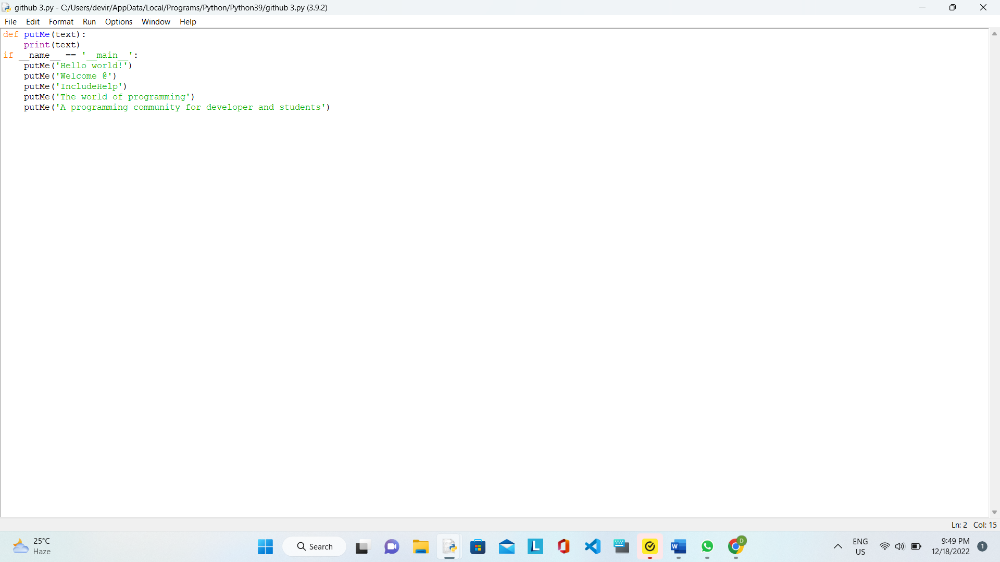 github 3.py - C:/Users/devir/AppData/Local/Programs/Python/Python39/github 3.py (3.9.2)
File Edit Format Run Options Window Help
def putMe(text):
    print(text)
if __name__ == '__main__':
    putMe('Hello world!')
    putMe('Welcome @')
    putMe('IncludeHelp')
    putMe('The world of programming')
    putMe('A programming community for developer and students')
Ln: 2 Col: 15
25°C
Haze
Search
L
W
D
ENG
US
9:49 PM
12/18/2022
1